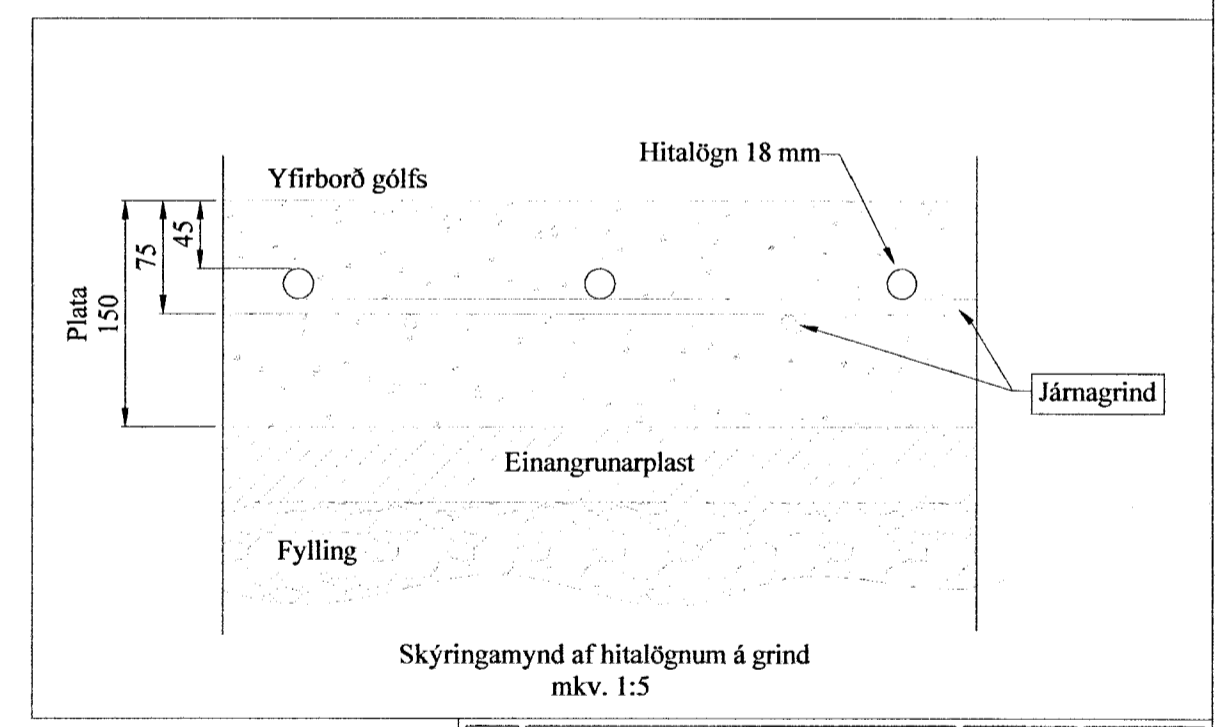 Hitalögn 18 mm
Yfirborð gólfs
45
75
Plata
150
Járnagrind
Einangrunarplast
Fylling
Skýringamynd af hitalögnum á grind
mkv. 1:5